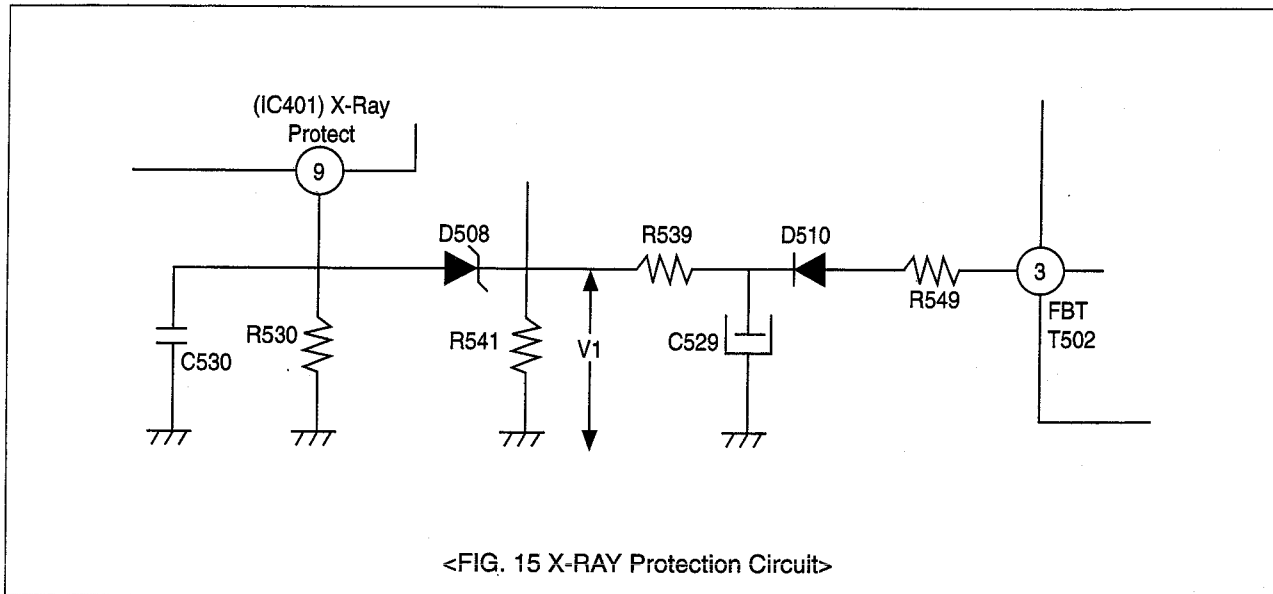 (IC401) X-Ray
Protect
9
D508
R539
D510
R549
3
FBT
T502
C530
R530
R541
V1
C529
<FIG. 15 X-RAY Protection Circuit>